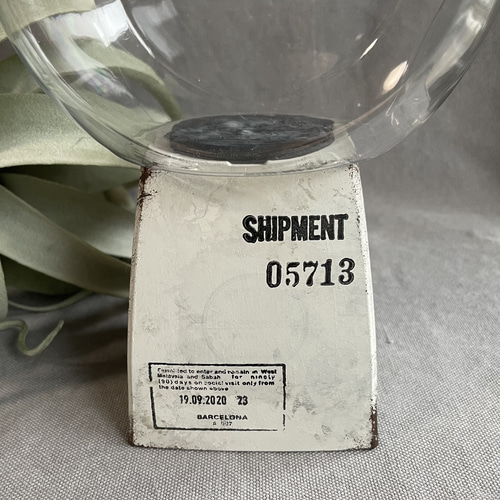 SHIPMENT
05713
Permitted to enter and remain in West
Malaysia and Sabah for ninety
(90) days on social visit only from
the date shown above
19.09.2020 23
BARCELONA